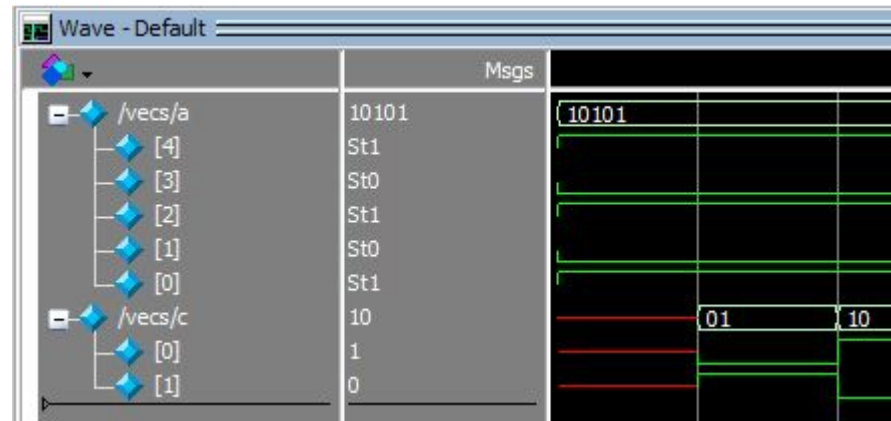 Wave - Default
Msgs
/vecs/a 10101 10101
[4] St1
[3] St0
[2] St1
[1] St0
[0] St1
/vecs/c 10 01 10
[0] 1
[1] 0